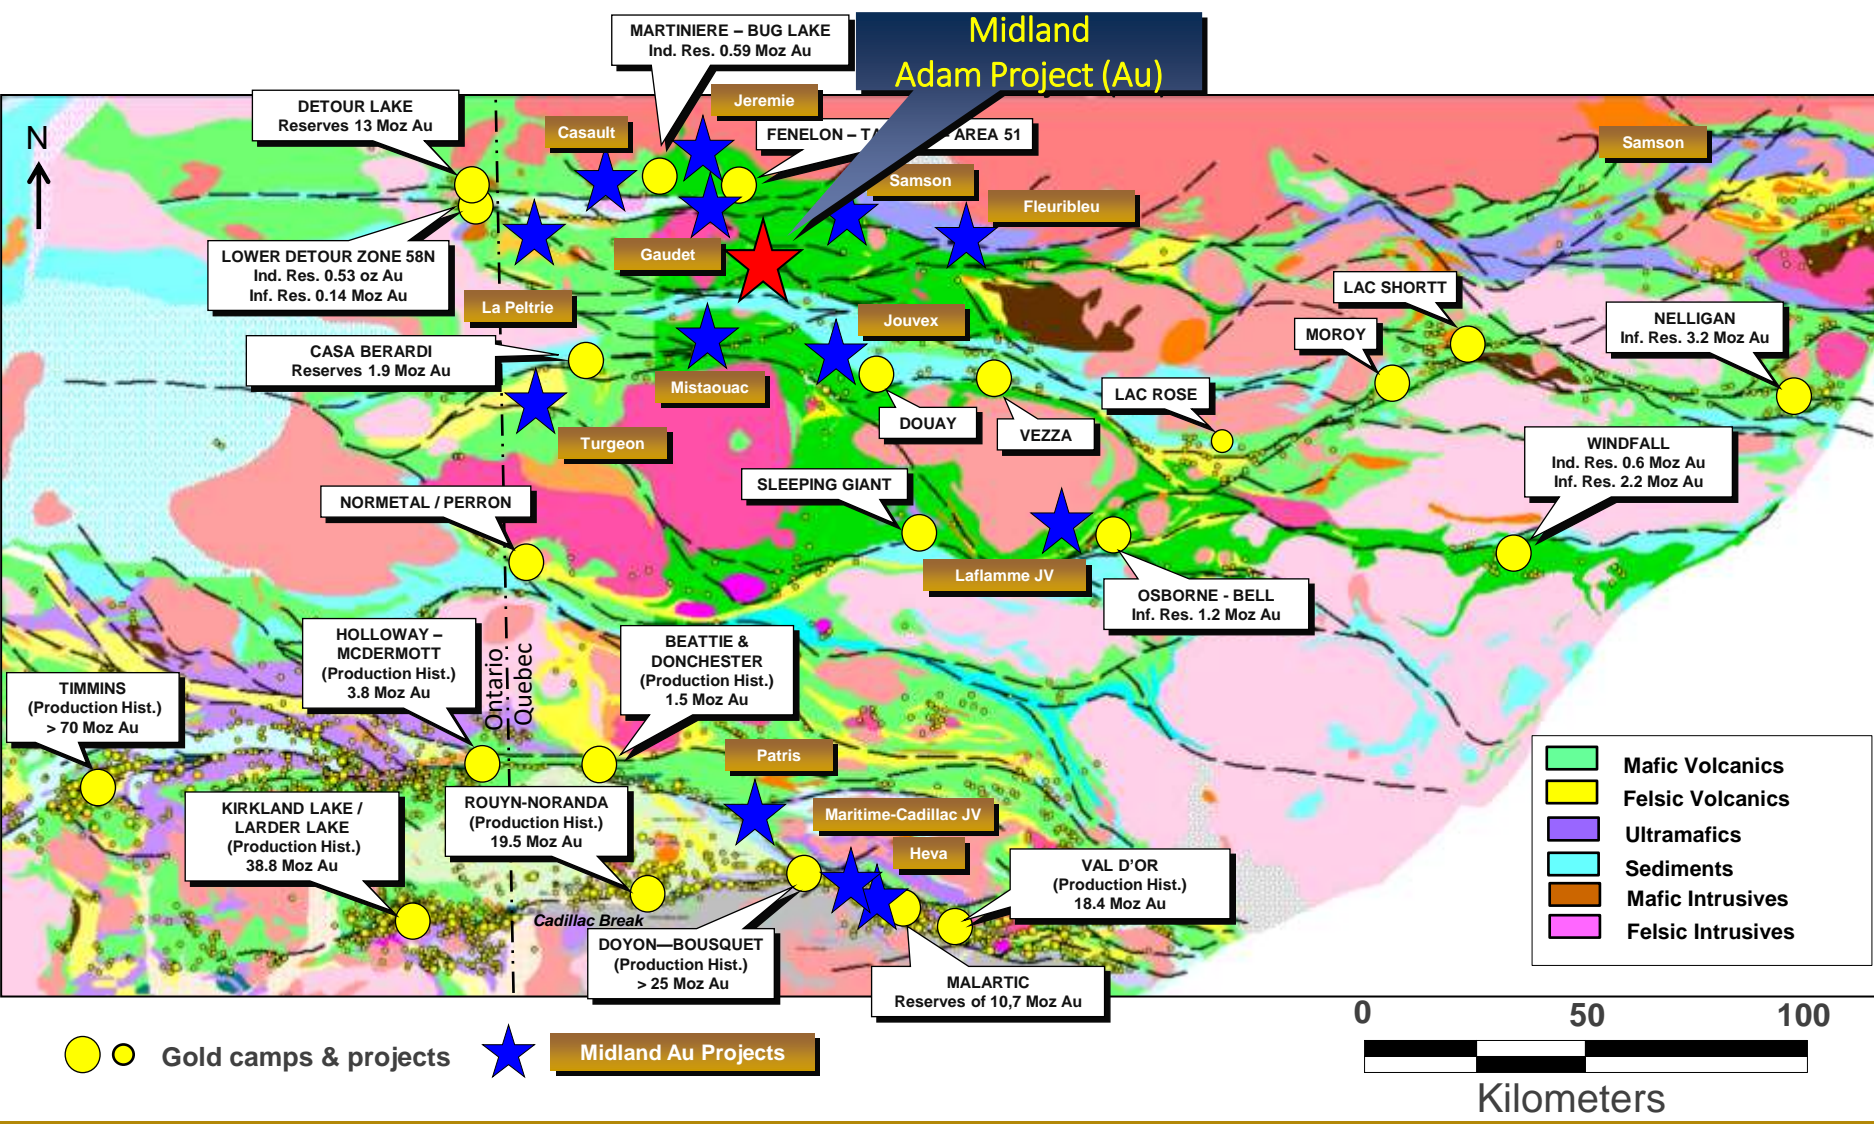 Midland
Adam Project (Au)
MARTINIERE – BUG LAKE
Ind. Res. 0.59 Moz Au
Jeremie
DETOUR LAKE
Reserves 13 Moz Au
Casault
FENELON – TA
AREA 51
Samson
N
Samson
Fleuribleu
LOWER DETOUR ZONE 58N
Ind. Res. 0.53 oz Au
Inf. Res. 0.14 Moz Au
Gaudet
La Peltrie
LAC SHORTT
Jouvex
MOROY
NELLIGAN
Inf. Res. 3.2 Moz Au
CASA BERARDI
Reserves 1.9 Moz Au
Mistaouac
LAC ROSE
DOUAY
VEZZA
Turgeon
WINDFALL
Ind. Res. 0.6 Moz Au
Inf. Res. 2.2 Moz Au
NORMETAL / PERRON
SLEEPING GIANT
Laflamme JV
OSBORNE - BELL
Inf. Res. 1.2 Moz Au
HOLLOWAY –
MCDERMOTT
(Production Hist.)
3.8 Moz Au
Ontario
Quebec
BEATTIE &
DONCHESTER
(Production Hist.)
1.5 Moz Au
TIMMINS
(Production Hist.)
> 70 Moz Au
Patris
KIRKLAND LAKE /
LARDER LAKE
(Production Hist.)
38.8 Moz Au
ROUYN-NORANDA
(Production Hist.)
19.5 Moz Au
Maritime-Cadillac JV
Heva
VAL D'OR
(Production Hist.)
18.4 Moz Au
Cadillac Break
DOYON—BOUSQUET
(Production Hist.)
> 25 Moz Au
MALARTIC
Reserves of 10,7 Moz Au
Mafic Volcanics
Felsic Volcanics
Ultramafics
Sediments
Mafic Intrusives
Felsic Intrusives
0 50 100
Kilometers
Gold camps & projects
Midland Au Projects